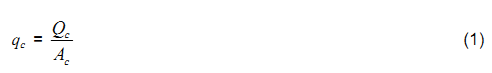 q_c = Q_c / A_c (1)